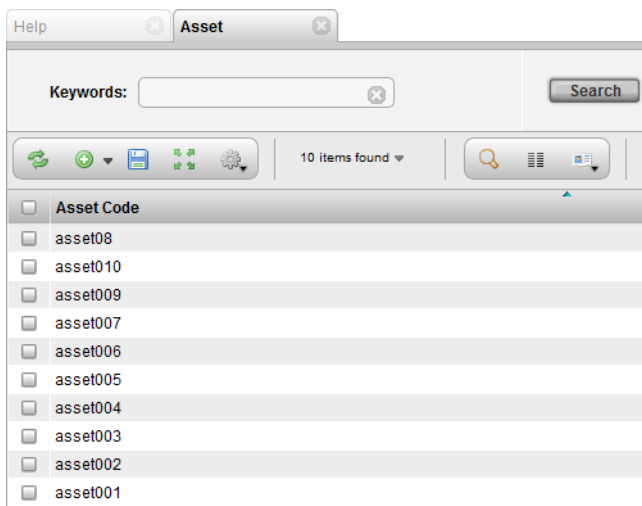 Help
Asset
Keywords:
Search
10 items found
Asset Code
asset08
asset010
asset009
asset007
asset006
asset005
asset004
asset003
asset002
asset001